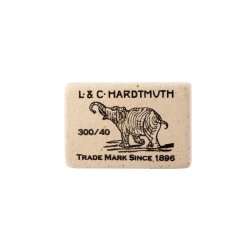 L. & C. HARDTMUTH
300/40
TRADE MARK SINCE 1896